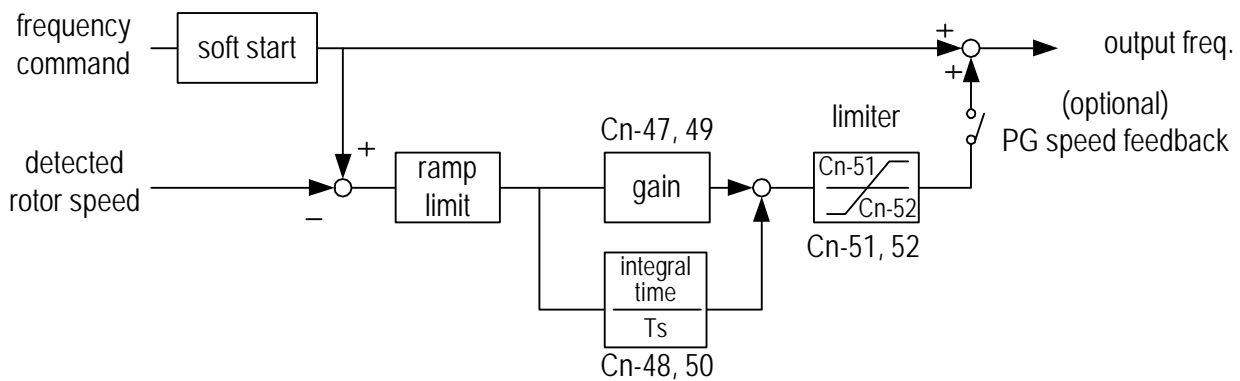 frequency
command
soft start
+
+
output freq.
(optional)
PG speed feedback
detected
rotor speed
+
−
ramp
limit
Cn-47, 49
gain
integral
time
Ts
Cn-48, 50
limiter
Cn-51
Cn-52
Cn-51, 52